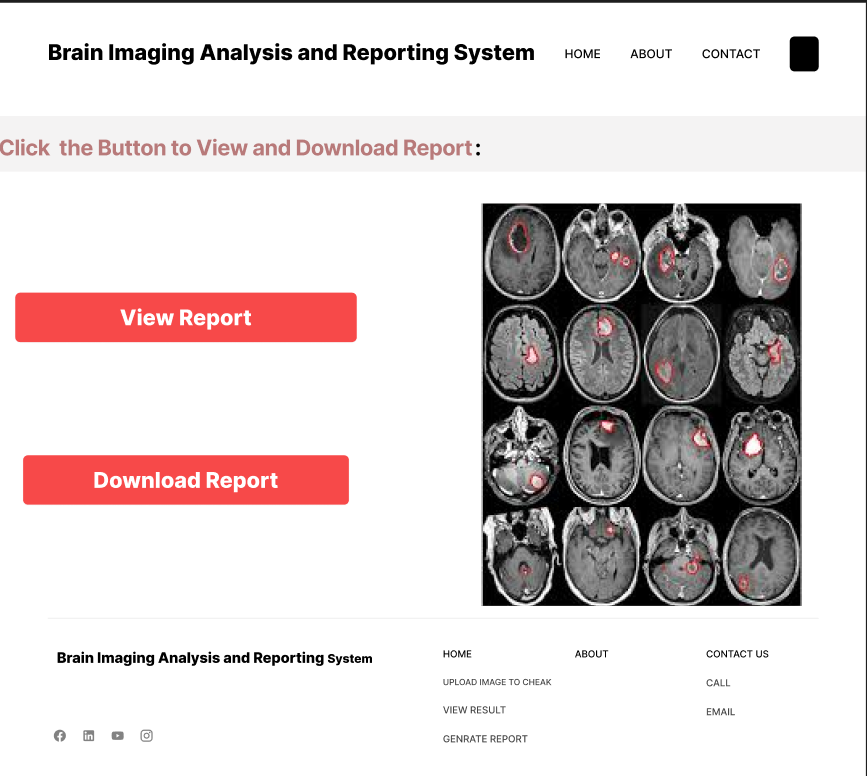 Brain Imaging Analysis and Reporting System
HOME ABOUT CONTACT
Click the Button to View and Download Report :
View Report
Download Report
Brain Imaging Analysis and Reporting System
HOME
UPLOAD IMAGE TO CHEAK
VIEW RESULT
GENRATE REPORT
ABOUT
CONTACT US
CALL
EMAIL